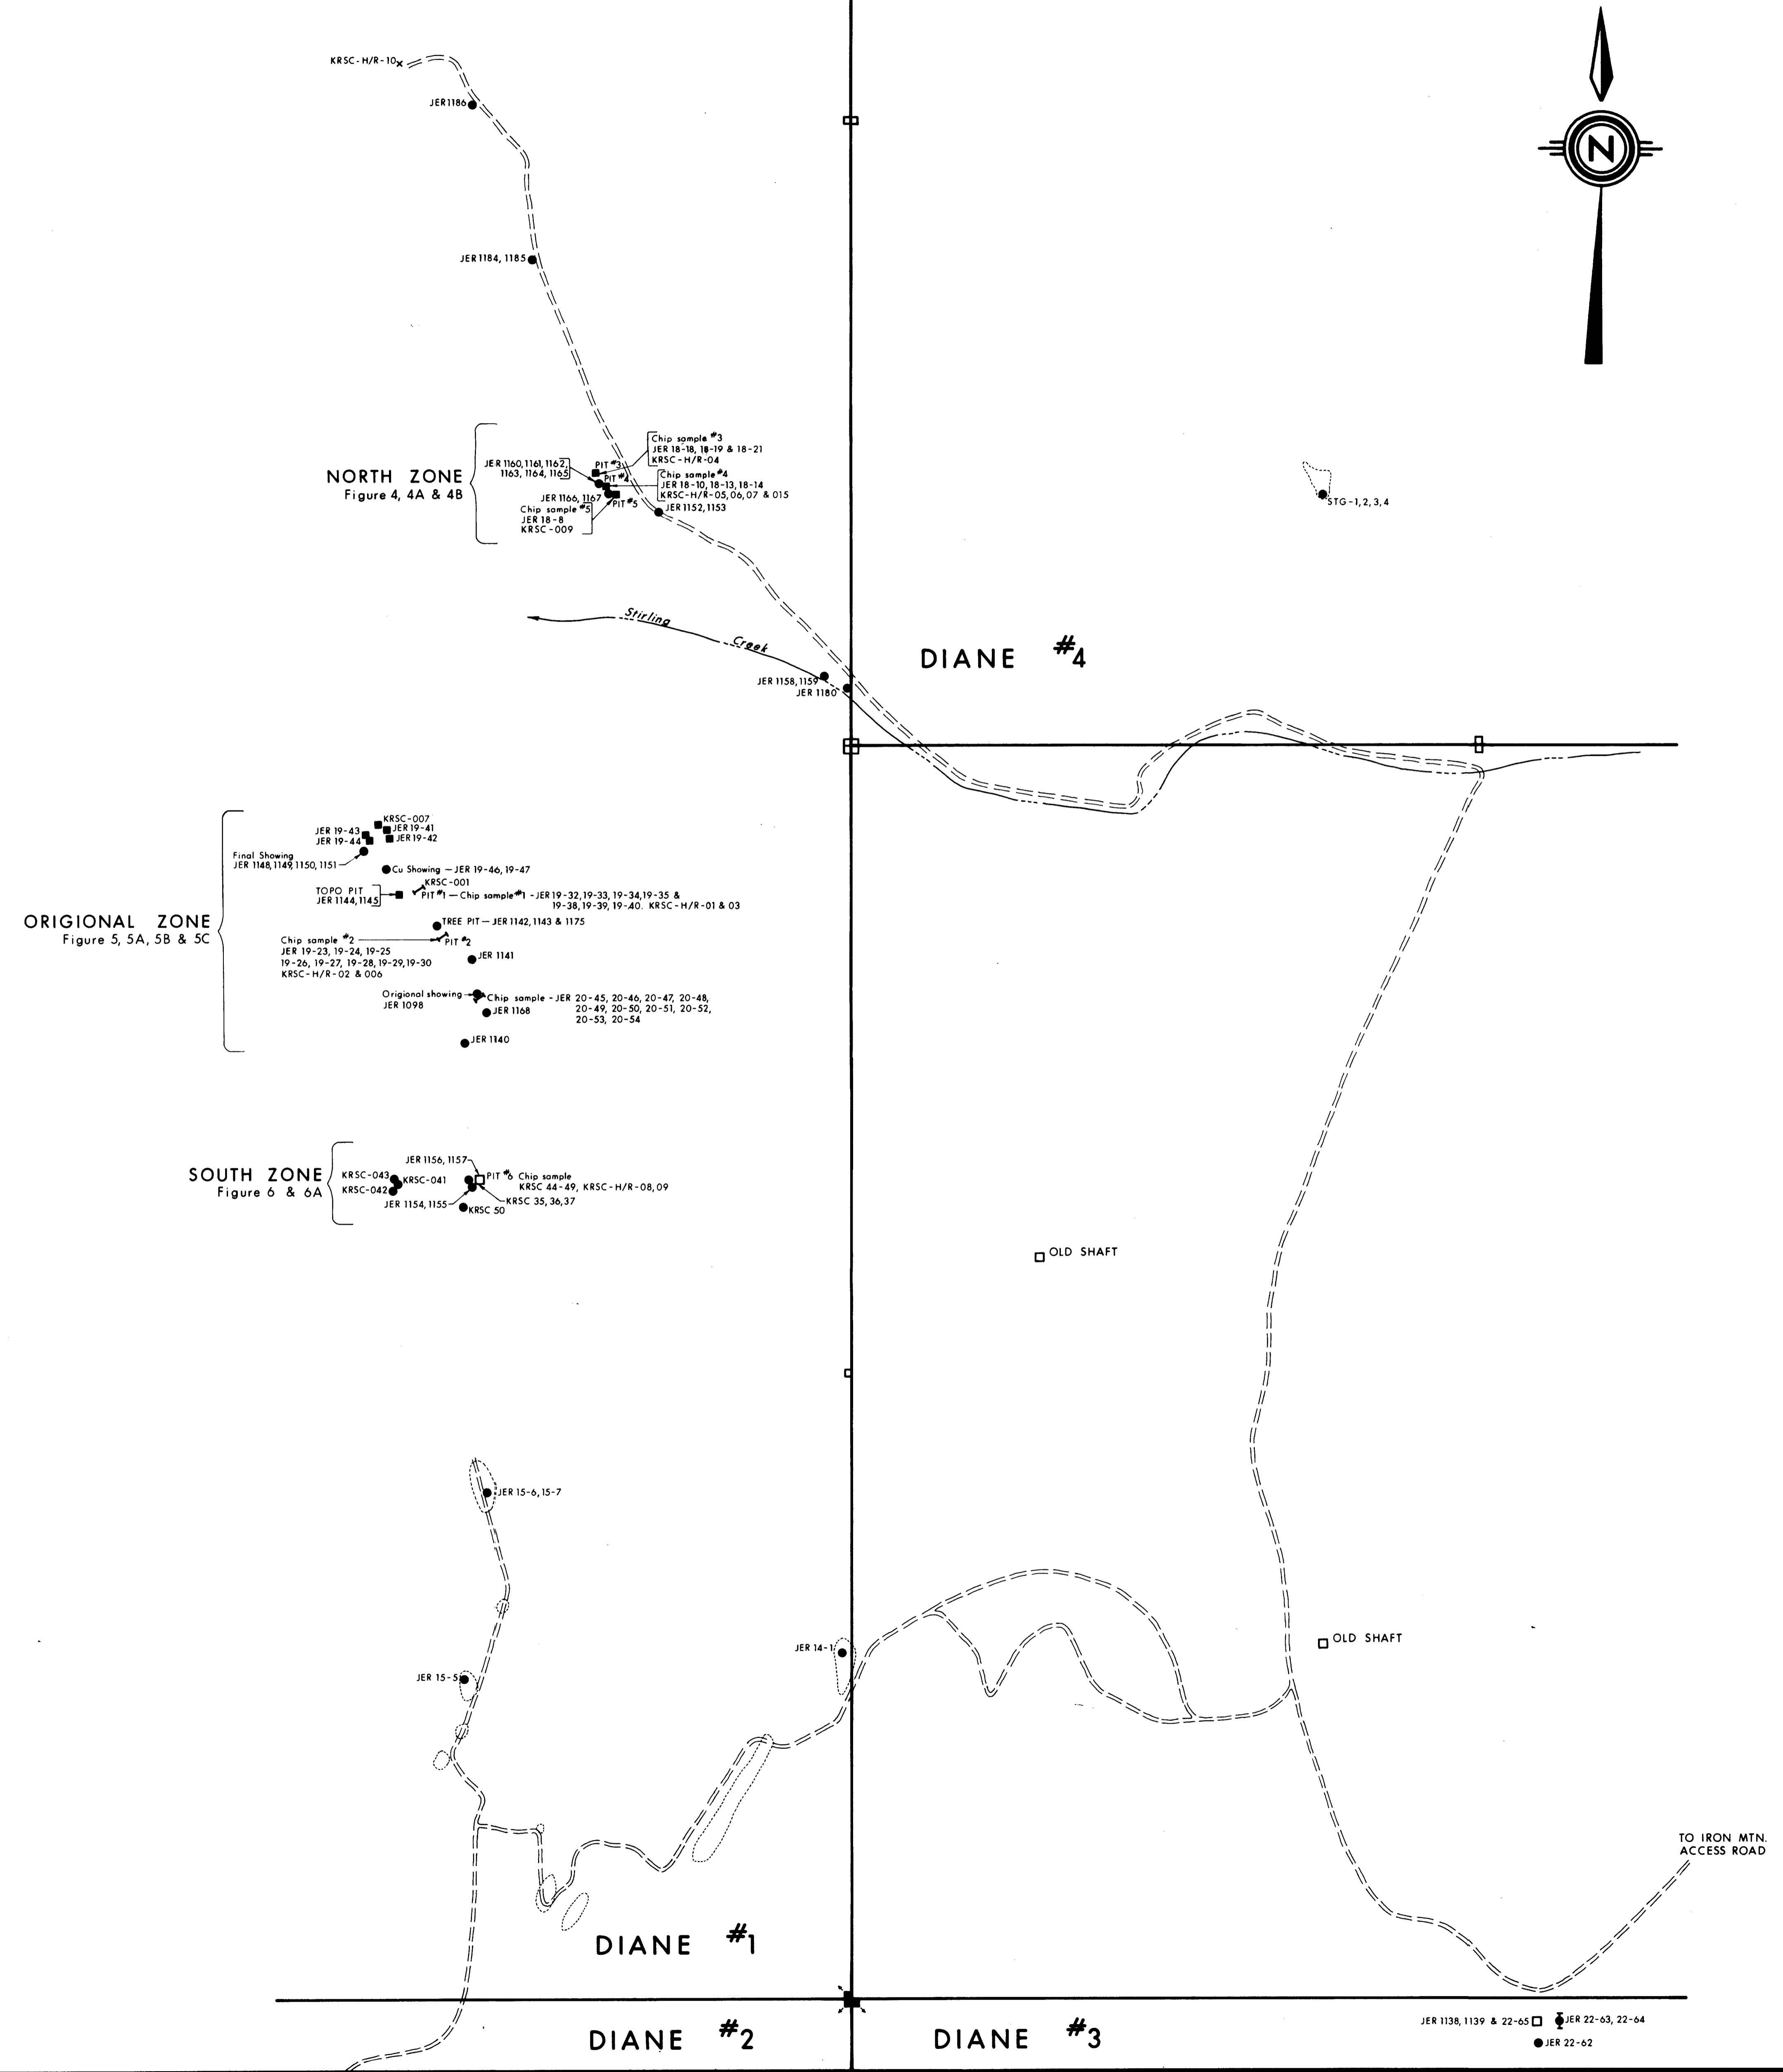 KRSC-H/R-10
JER1186
N
JER 1184, 1185
NORTH ZONE
Figure 4, 4A & 4B
JER 1160,1161,1162,
1163, 1164, 1165
PIT #3
Chip sample #3
JER 18-18, 18-19 & 18-21
KRSC-H/R-04
PIT #4
Chip sample #4
JER 18-10, 18-13, 18-14
KRSC-H/R-05, 06, 07 & 015
JER 1166, 1167
PIT #5
Chip sample #5
JER 18-8
KRSC-009
JER 1152, 1153
STG-1, 2, 3, 4
Stirling Creek
DIANE #4
JER 1158, 1159
JER 1180
ORIGIONAL ZONE
Figure 5, 5A, 5B & 5C
KRSC-007
JER 19-43
JER 19-41
JER 19-44
JER 19-42
Final Showing
JER 1148, 1149, 1150, 1151
Cu Showing - JER 19-46, 19-47
KRSC-001
TOPO PIT
JER 1144, 1145
PIT #1 - Chip sample #1 - JER 19-32, 19-33, 19-34, 19-35 &
19-38, 19-39, 19-40. KRSC-H/R-01 & 03
TREE PIT - JER 1142, 1143 & 1175
PIT #2
Chip sample #2
JER 19-23, 19-24, 19-25
19-26, 19-27, 19-28, 19-29, 19-30
KRSC-H/R-02 & 006
JER 1141
Origional showing
JER 1098
Chip sample - JER 20-45, 20-46, 20-47, 20-48,
20-49, 20-50, 20-51, 20-52,
20-53, 20-54
JER 1168
JER 1140
SOUTH ZONE
Figure 6 & 6A
JER 1156, 1157
KRSC-043
KRSC-041
KRSC-042
PIT #6 Chip sample
KRSC 44-49, KRSC-H/R-08, 09
JER 1154, 1155
KRSC 35, 36, 37
KRSC 50
OLD SHAFT
JER 15-6, 15-7
JER 14-1
OLD SHAFT
JER 15-5
TO IRON MTN.
ACCESS ROAD
DIANE #1
DIANE #2
DIANE #3
JER 1138, 1139 & 22-65
JER 22-63, 22-64
JER 22-62